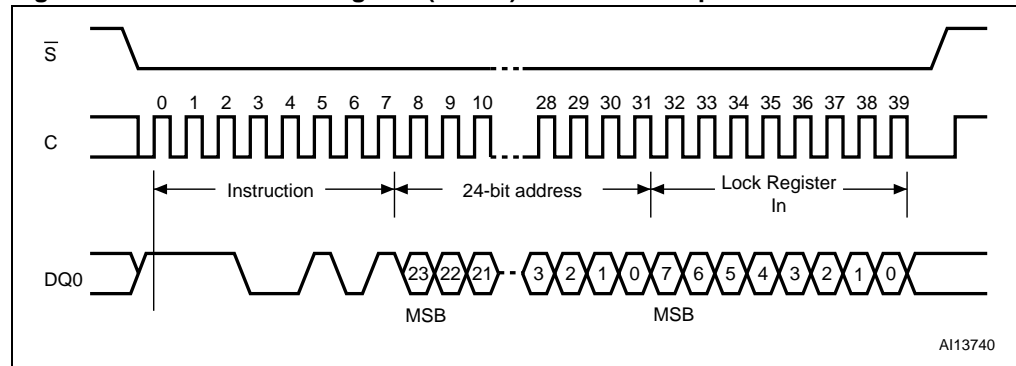 S
0 1 2 3 4 5 6 7 8 9 10 28 29 30 31 32 33 34 35 36 37 38 39
C
Instruction 24-bit address Lock Register In
DQ0 23 22 21 3 2 1 0 7 6 5 4 3 2 1 0
MSB MSB
AI13740